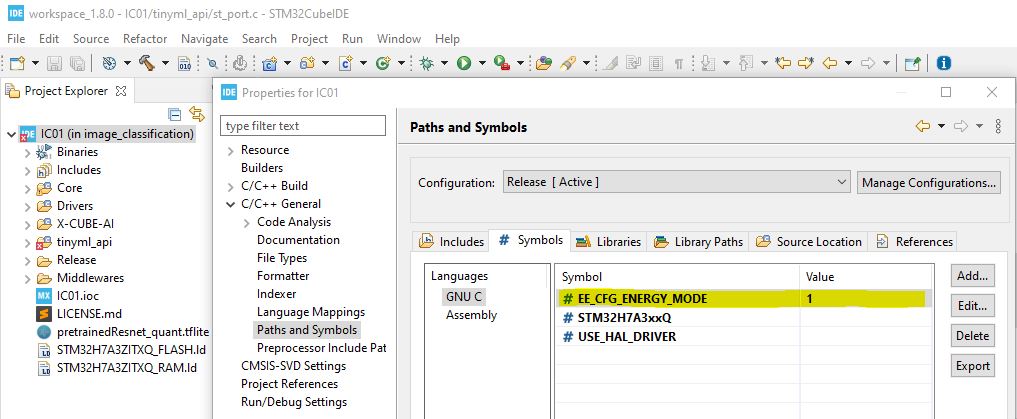 IDE workspace_1.8.0 - IC01/tinyml_api/st_port.c - STM32CubeIDE
File Edit Source Refactor Navigate Search Project Run Window Help
Project Explorer
IDE IC01 (in image_classification)
Binaries
Includes
Core
Drivers
X-CUBE-AI
tinyml_api
Release
Middlewares
MX IC01.ioc
LICENSE.md
pretrainedResnet_quant.tflite
STM32H7A3ZITXQ_FLASH.ld
STM32H7A3ZITXQ_RAM.ld
IDE Properties for IC01
type filter text
Resource
Builders
C/C++ Build
C/C++ General
Code Analysis
Documentation
File Types
Formatter
Indexer
Language Mappings
Paths and Symbols
Preprocessor Include Pat
CMSIS-SVD Settings
Project References
Run/Debug Settings
Paths and Symbols
Configuration: Release [ Active ] Manage Configurations...
Includes # Symbols Libraries Library Paths Source Location References
Languages
GNU C
Assembly
Symbol Value
# EE_CFG_ENERGY_MODE 1
# STM32H7A3xxQ
# USE_HAL_DRIVER
Add...
Edit...
Delete
Export